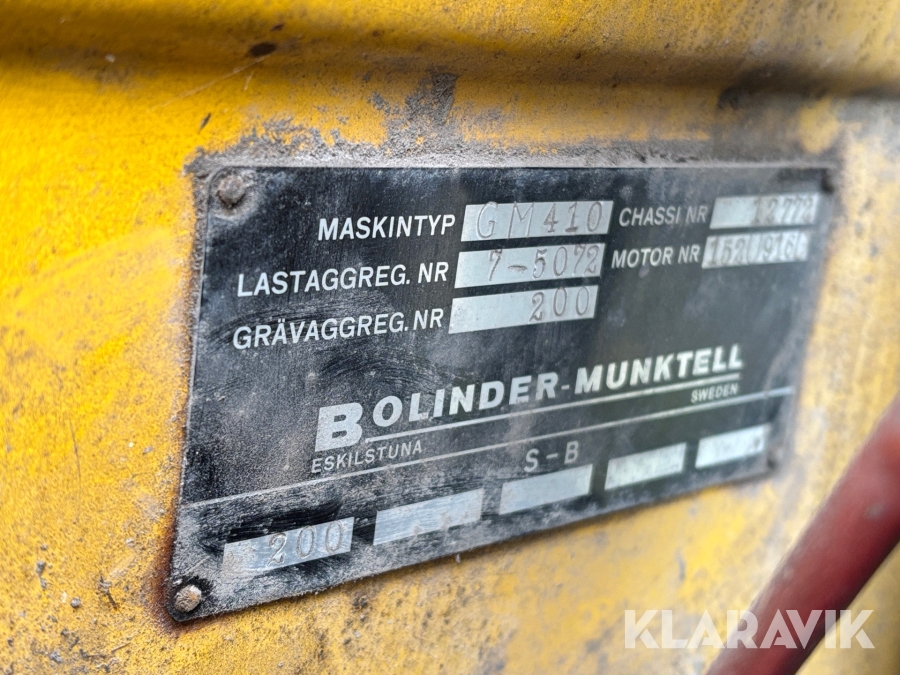 MASKINTYP GM410 CHASSI NR 12772
LASTAGGREG. NR 7-5072 MOTOR NR
GRÄVAGGREG. NR 200
BOLINDER-MUNKTELL
ESKILSTUNA SWEDEN
S-B
200
KLARAVIK